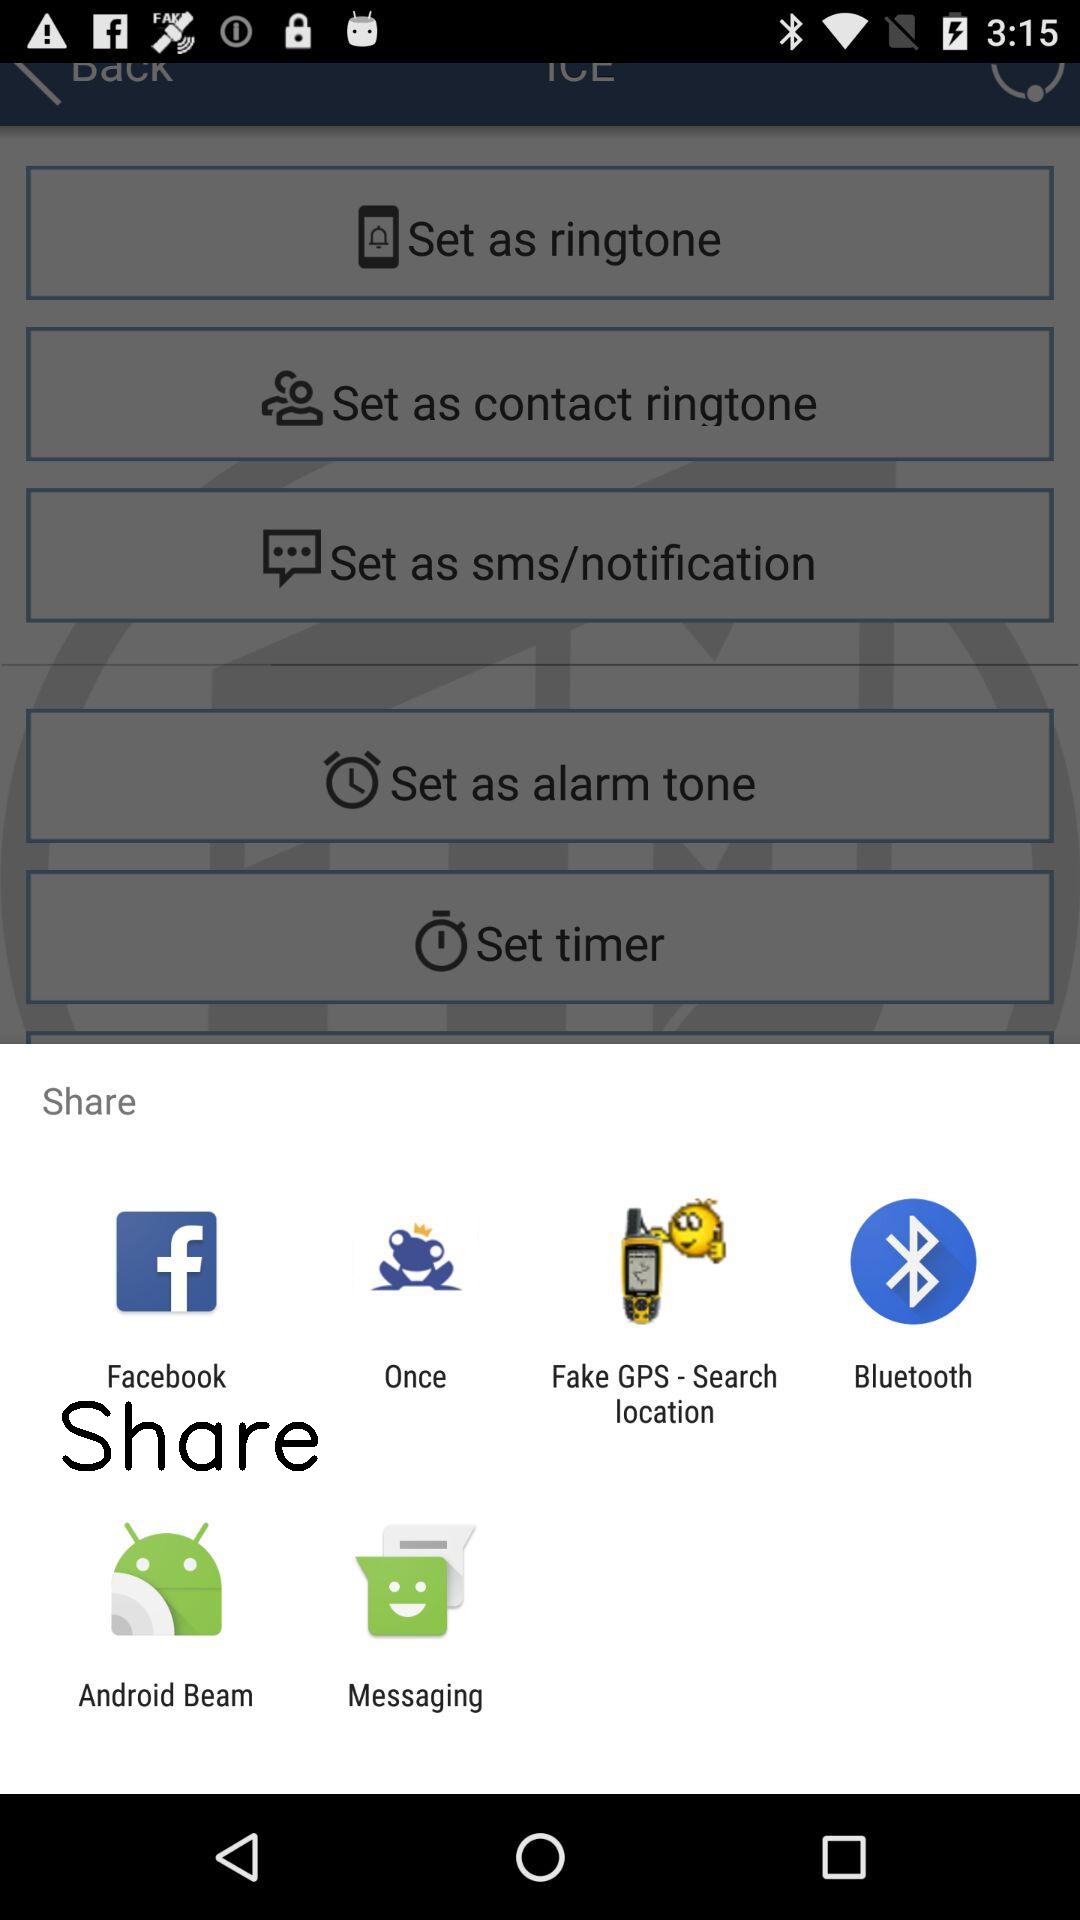 FAKE
3:15
Back ICE
Set as ringtone
Set as contact ringtone
Set as sms/notification
Set as alarm tone
Set timer
Share
Facebook Once Fake GPS - Search location Bluetooth
Share
Android Beam Messaging